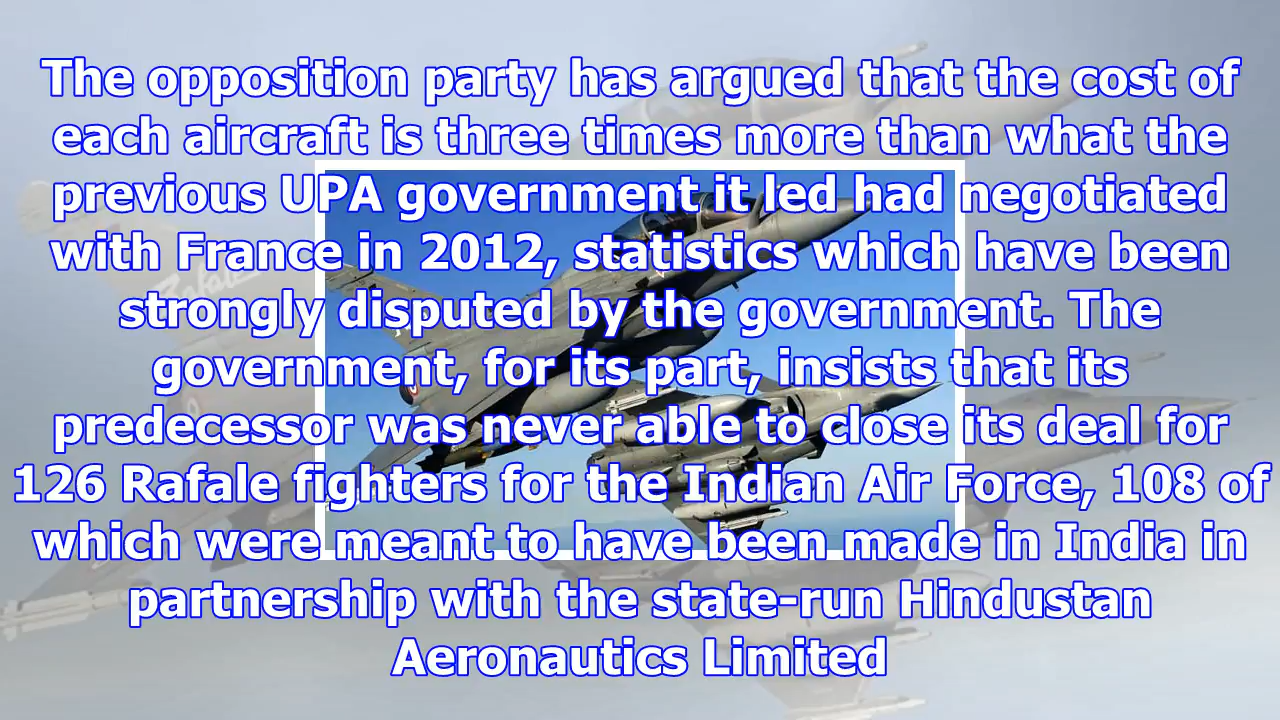 The opposition party has argued that the cost of
each aircraft is three times more than what the
previous UPA government it led had negotiated
with France in 2012, statistics which have been
strongly disputed by the government. The
government, for its part, insists that its
predecessor was never able to close its deal for
126 Rafale fighters for the Indian Air Force, 108 of
which were meant to have been made in India in
partnership with the state-run Hindustan
Aeronautics Limited
Rafale